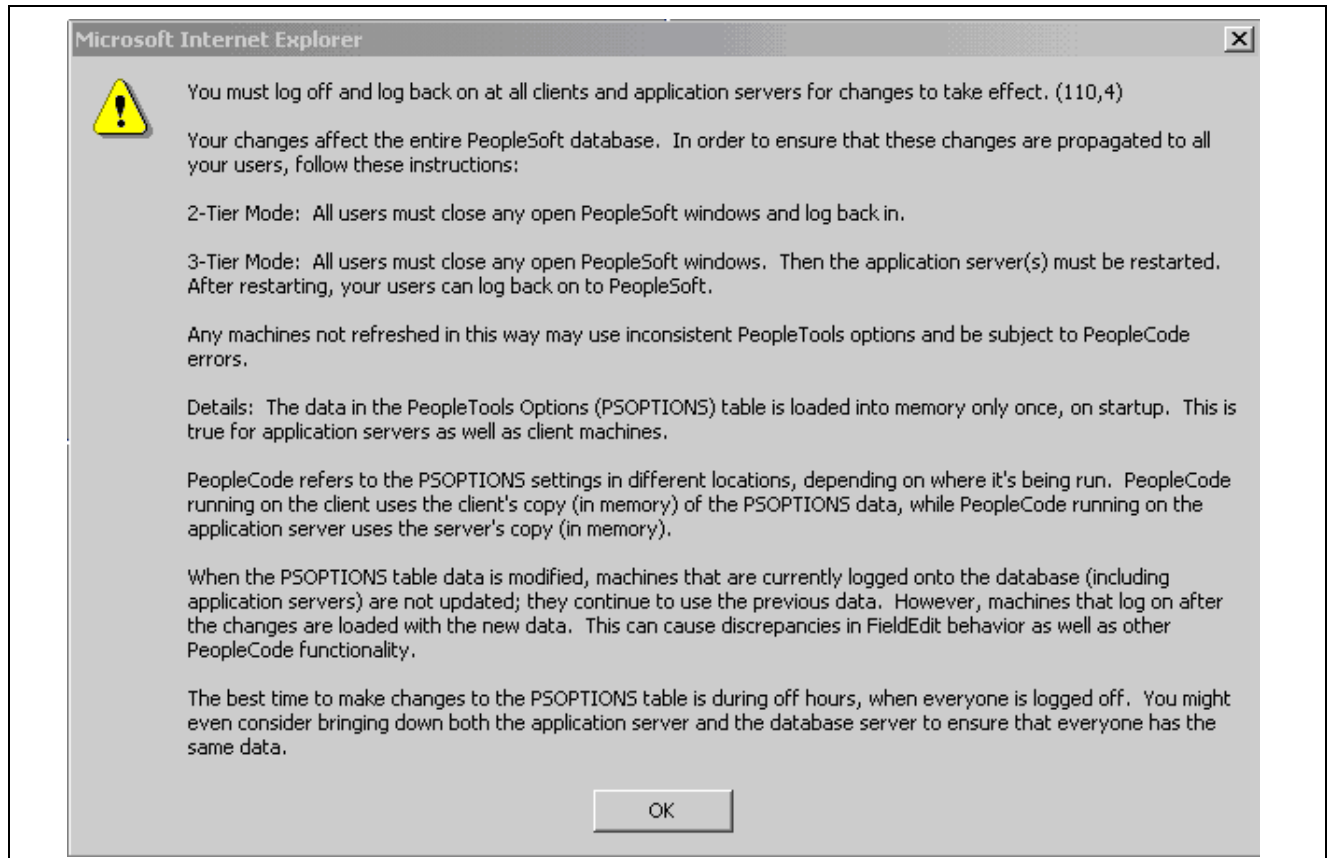 Microsoft Internet Explorer
You must log off and log back on at all clients and application servers for changes to take effect. (110,4)
Your changes affect the entire PeopleSoft database.  In order to ensure that these changes are propagated to all
your users, follow these instructions:
2-Tier Mode:  All users must close any open PeopleSoft windows and log back in.
3-Tier Mode:  All users must close any open PeopleSoft windows.  Then the application server(s) must be restarted.
After restarting, your users can log back on to PeopleSoft.
Any machines not refreshed in this way may use inconsistent PeopleTools options and be subject to PeopleCode
errors.
Details:  The data in the PeopleTools Options (PSOPTIONS) table is loaded into memory only once, on startup.  This is
true for application servers as well as client machines.
PeopleCode refers to the PSOPTIONS settings in different locations, depending on where it's being run.  PeopleCode
running on the client uses the client's copy (in memory) of the PSOPTIONS data, while PeopleCode running on the
application server uses the server's copy (in memory).
When the PSOPTIONS table data is modified, machines that are currently logged onto the database (including
application servers) are not updated; they continue to use the previous data.  However, machines that log on after
the changes are loaded with the new data.  This can cause discrepancies in FieldEdit behavior as well as other
PeopleCode functionality.
The best time to make changes to the PSOPTIONS table is during off hours, when everyone is logged off.  You might
even consider bringing down both the application server and the database server to ensure that everyone has the
same data.
OK